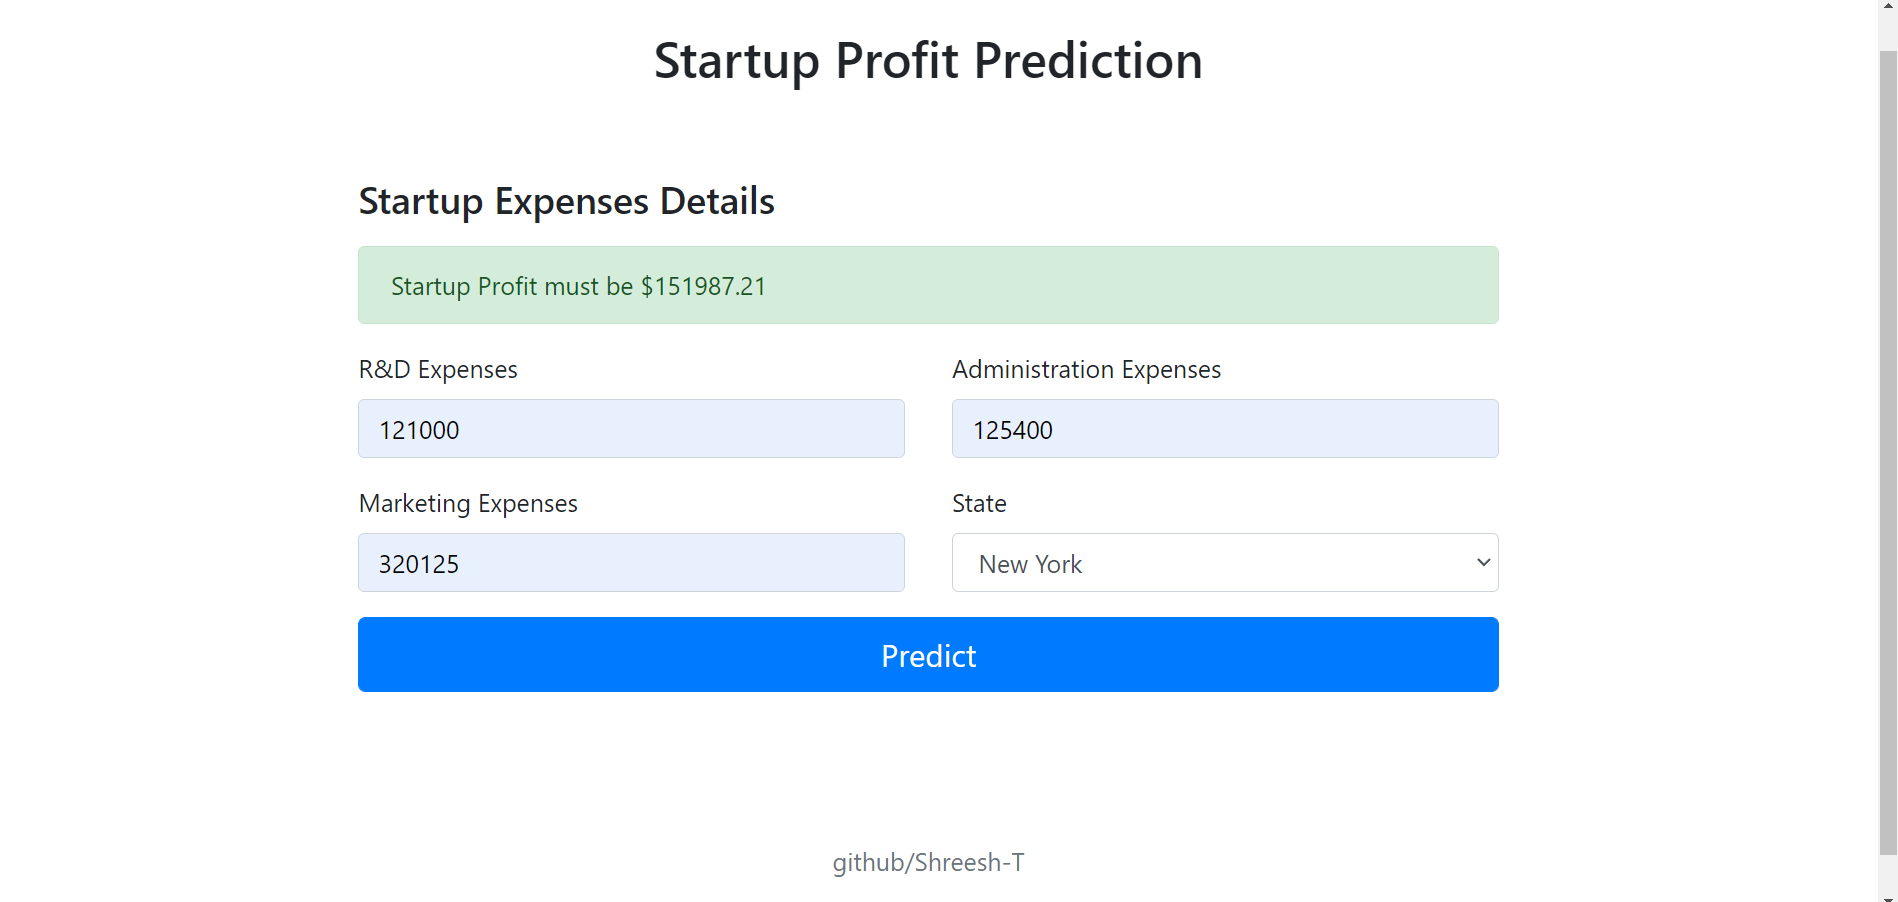 Startup Profit Prediction
Startup Expenses Details
Startup Profit must be $151987.21
R&D Expenses
Administration Expenses
121000
125400
Marketing Expenses
State
320125
New York
Predict
github/Shreesh-T